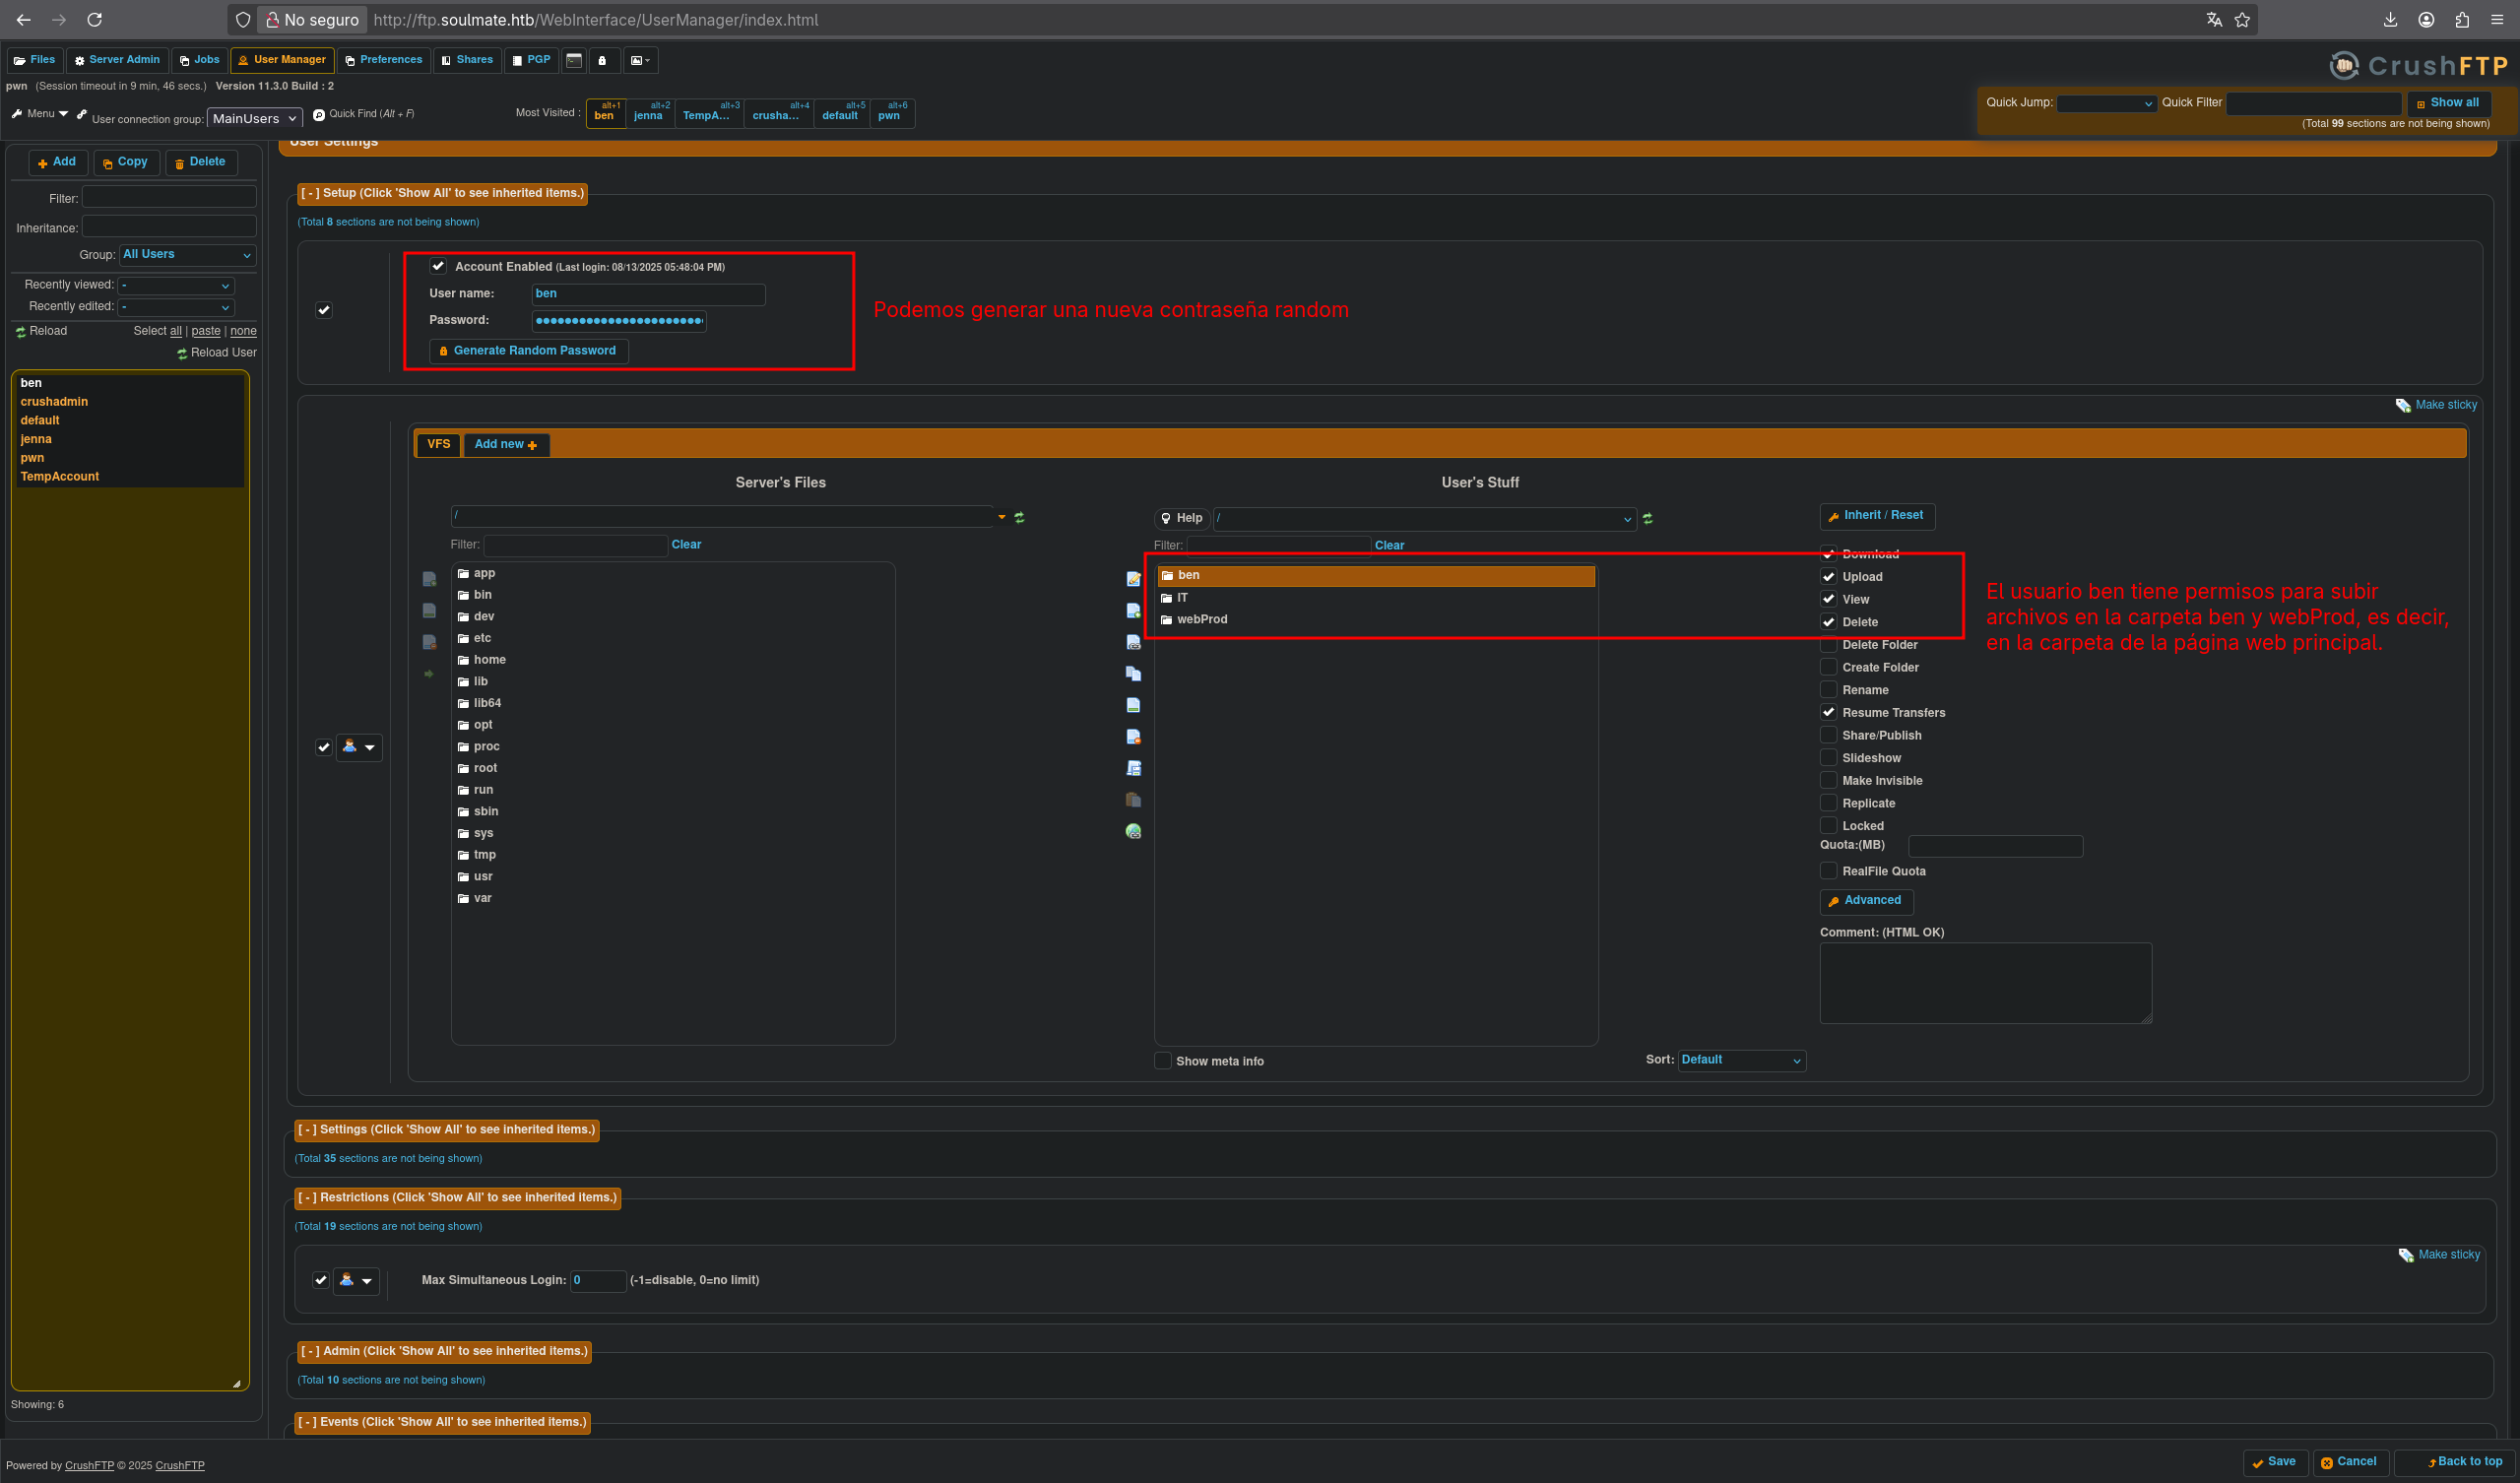 No seguro http://ftp.soulmate.htb/WebInterface/UserManager/index.html
Files Server Admin Jobs User Manager Preferences Shares PGP
CrushFTP
pwn (Session timeout in 9 min, 46 secs.) Version 11.3.0 Build : 2
Menu User connection group: MainUsers Quick Find (Alt + F)
Most Visited : alt+1 ben alt+2 jenna alt+3 TempA... alt+4 crusha... alt+5 default alt+6 pwn
Quick Jump: Quick Filter Show all
(Total 99 sections are not being shown)
Add Copy Delete
Filter:
Inheritance:
Group: All Users
Recently viewed: -
Recently edited: -
Reload Select all | paste | none
Reload User
ben
crushadmin
default
jenna
pwn
TempAccount
Showing: 6
User Settings
[ - ] Setup (Click 'Show All' to see inherited items.)
(Total 8 sections are not being shown)
Account Enabled (Last login: 08/13/2025 05:48:04 PM)
User name: ben
Password:
Generate Random Password
Podemos generar una nueva contraseña random
Make sticky
VFS Add new
Server's Files
/
Filter: Clear
app
bin
dev
etc
home
lib
lib64
opt
proc
root
run
sbin
sys
tmp
usr
var
User's Stuff
Help /
Filter: Clear
ben
IT
webProd
Show meta info
Sort: Default
Inherit / Reset
Download
Upload
View
Delete
Delete Folder
Create Folder
Rename
Resume Transfers
Share/Publish
Slideshow
Make Invisible
Replicate
Locked
Quota:(MB)
RealFile Quota
Advanced
Comment: (HTML OK)
El usuario ben tiene permisos para subir
archivos en la carpeta ben y webProd, es decir,
en la carpeta de la página web principal.
[ - ] Settings (Click 'Show All' to see inherited items.)
(Total 35 sections are not being shown)
[ - ] Restrictions (Click 'Show All' to see inherited items.)
(Total 19 sections are not being shown)
Make sticky
Max Simultaneous Login: 0 (-1=disable, 0=no limit)
[ - ] Admin (Click 'Show All' to see inherited items.)
(Total 10 sections are not being shown)
[ - ] Events (Click 'Show All' to see inherited items.)
Powered by CrushFTP © 2025 CrushFTP
Save Cancel Back to top